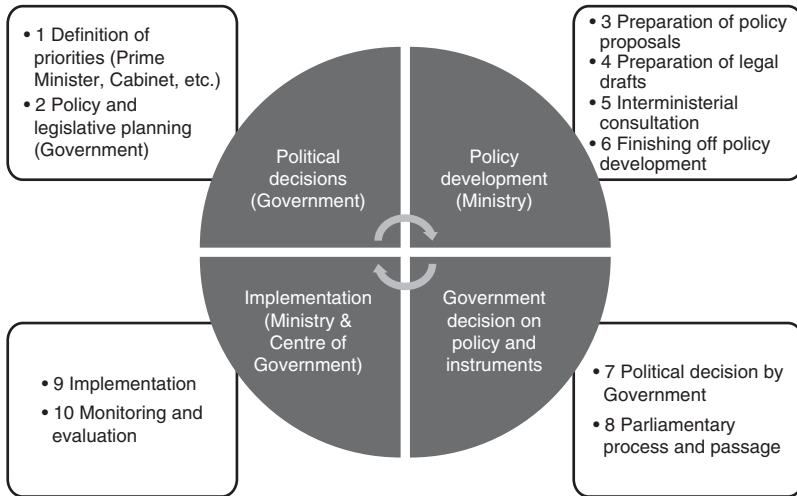 • 1 Definition of
priorities (Prime
Minister, Cabinet, etc.)
• 2 Policy and
legislative planning
(Government)
• 3 Preparation of policy
proposals
• 4 Preparation of legal
drafts
• 5 Interministerial
consultation
• 6 Finishing off policy
development
Political
decisions
(Government)
Policy
development
(Ministry)
Implementation
(Ministry &
Centre of
Government)
Government
decision on
policy and
instruments
• 9 Implementation
• 10 Monitoring and
evaluation
• 7 Political decision by
Government
• 8 Parliamentary
process and passage